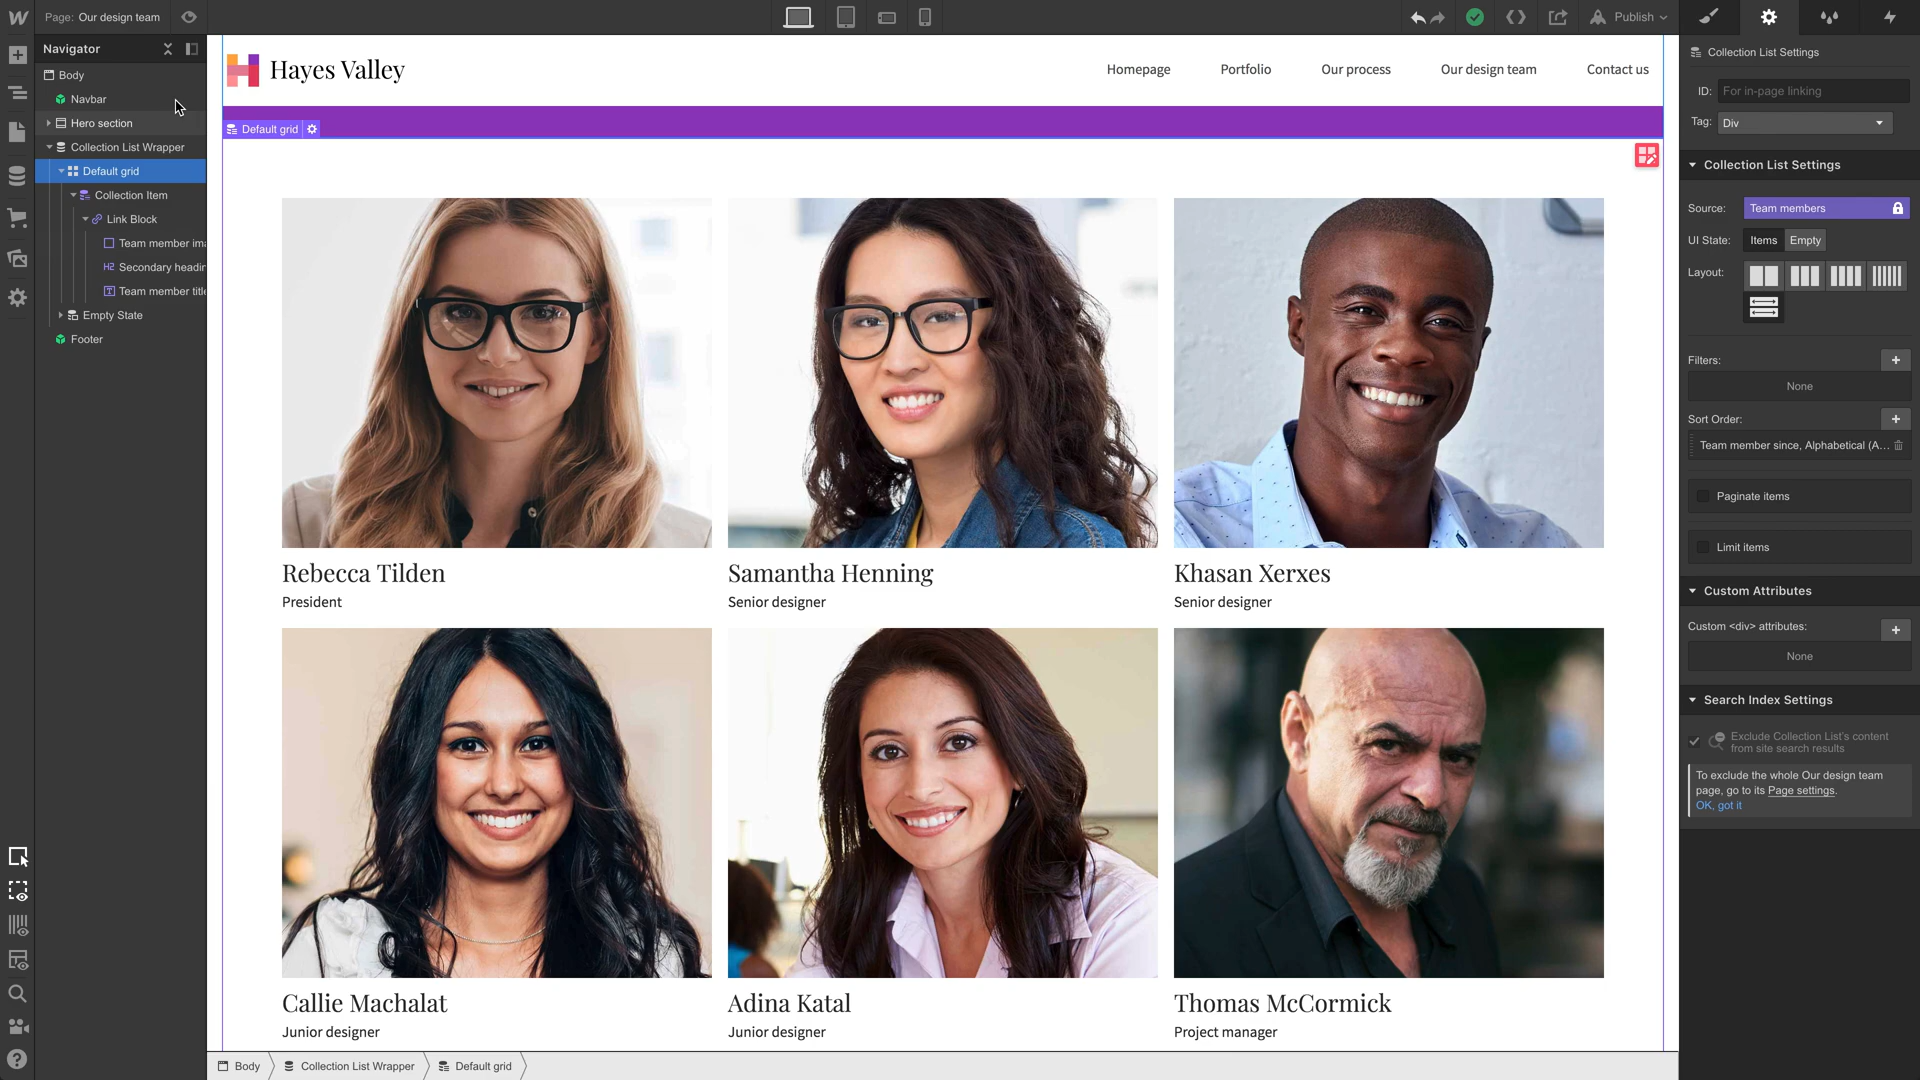 Page: Our design team
Publish
Navigator
Body
Navbar
Hero section
Collection List Wrapper
Default grid
Collection Item
Link Block
Team member ima
H2 Secondary headin
Team member title
Empty State
Footer
Hayes Valley
Homepage
Portfolio
Our process
Our design team
Contact us
Default grid
Rebecca Tilden
President
Samantha Henning
Senior designer
Khasan Xerxes
Senior designer
Callie Machalat
Junior designer
Adina Katal
Junior designer
Thomas McCormick
Project manager
Body
Collection List Wrapper
Default grid
Collection List Settings
ID: For in-page linking
Tag: Div
Collection List Settings
Source: Team members
UI State: Items Empty
Layout:
Filters:
None
Sort Order:
Team member since, Alphabetical (A...
Paginate items
Limit items
Custom Attributes
Custom <div> attributes:
None
Search Index Settings
Exclude Collection List's content
from site search results
To exclude the whole Our design team
page, go to its Page settings.
OK, got it